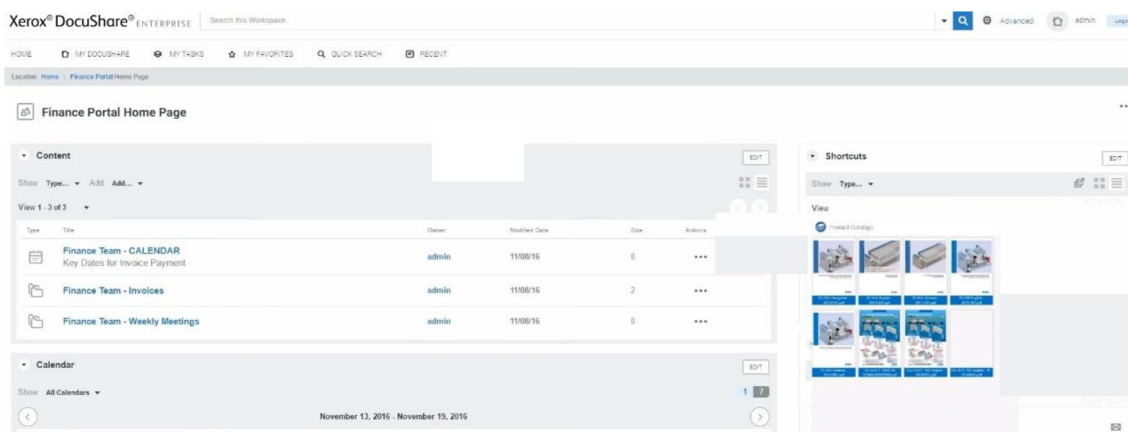 Xerox® DocuShare® ENTERPRISE Search this Workspace Advanced admin
HOME MY DOCUSHARE MY TASKS MY FAVORITES QUICK SEARCH RECENT
Location: Home \ Finance Portal Home Page
Finance Portal Home Page
Content EDIT
Show Type... Add Add...
View 1 - 3 of 3
Type Title Owner Modified Date Size Actions
Finance Team - CALENDAR admin 11/08/16 0
Key Dates for Invoice Payment
Finance Team - Invoices admin 11/08/16 2
Finance Team - Weekly Meetings admin 11/08/16 0
Calendar EDIT
Show All Calendars 1 7
November 13, 2016 - November 19, 2016
Shortcuts EDIT
Show Type...
View
Product Catalogs